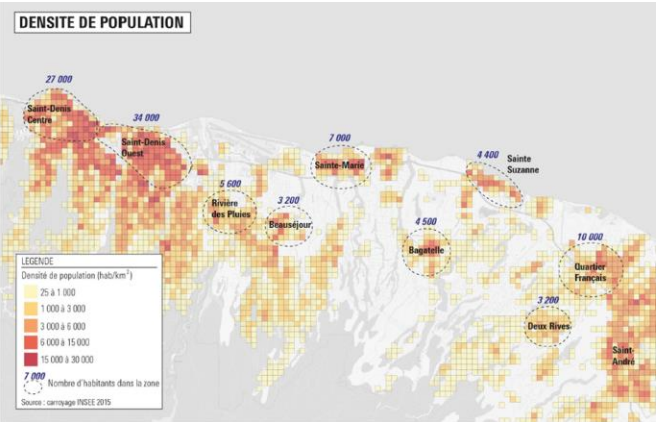 DENSITE DE POPULATION
27 000
Saint-Denis
Centre
34 000
Saint-Denis
Ouest
7 000
Sainte-Marie
4 400
Sainte
Suzanne
5 600
Rivière
des Pluies
3 200
Beauséjour
4 500
Bagatelle
10 000
Quartier
Français
3 200
Deux Rives
Saint-
André
LEGENDE
Densité de population (hab/km²)
25 à 1 000
1 000 à 3 000
3 000 à 6 000
6 000 à 15 000
15 000 à 30 000
7 000
Nombre d'habitants dans la zone
Source : carroyage INSEE 2015